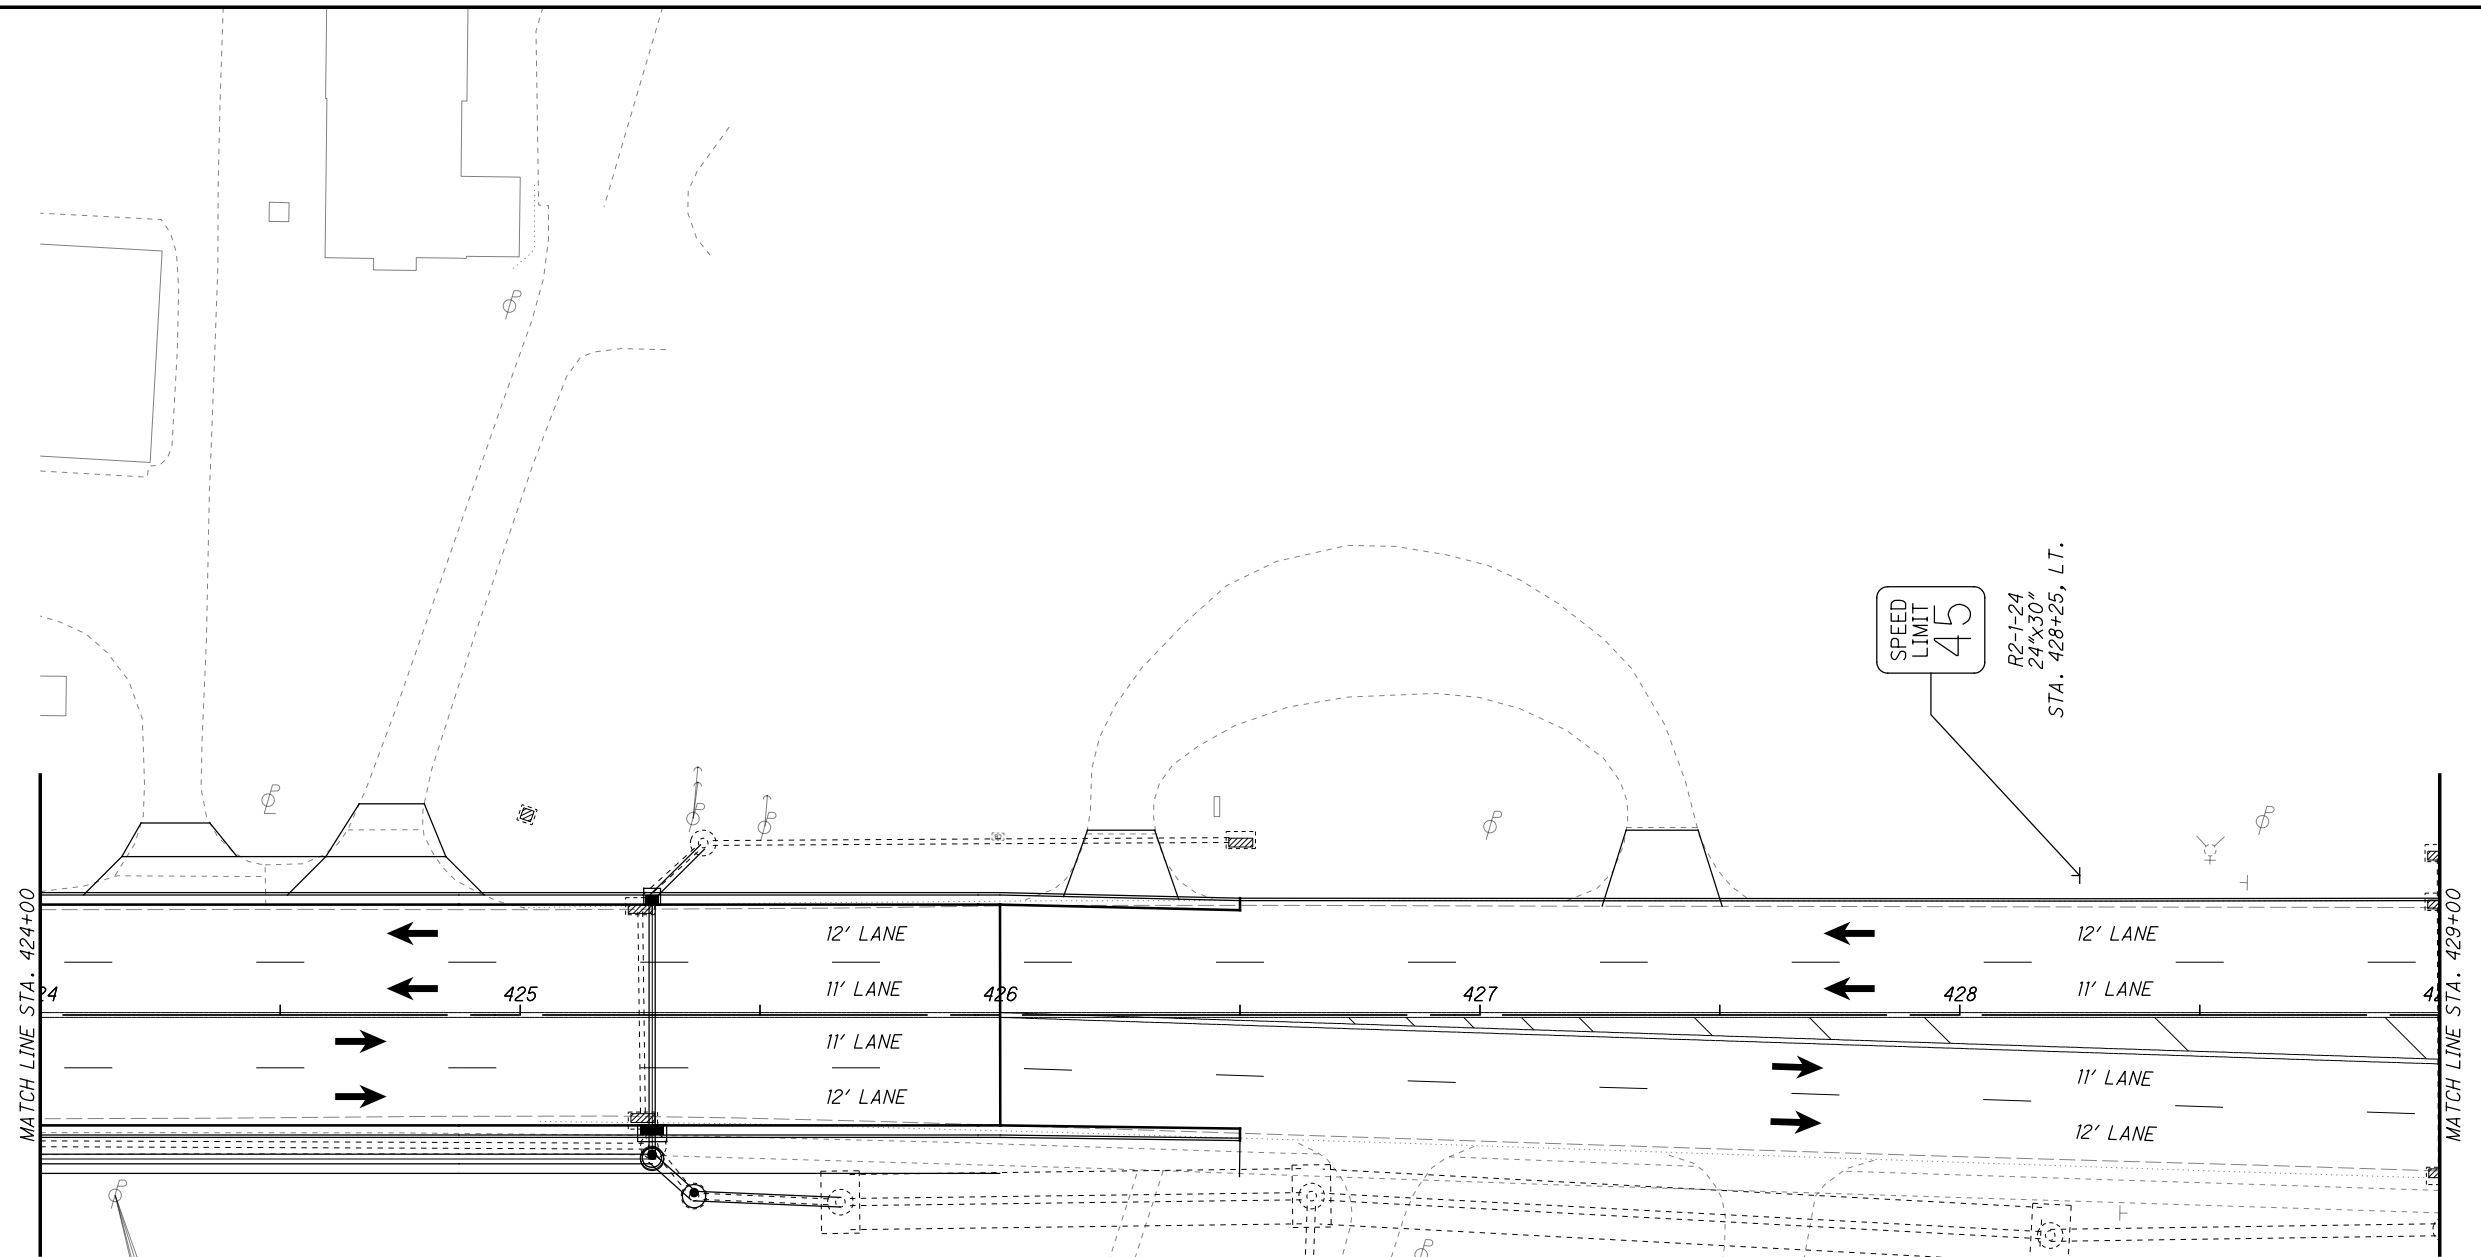 SPEED
LIMIT
45
R2-1-24
24"x30"
STA. 428+25, LT.
MATCH LINE STA. 424+00
12' LANE
12' LANE
11' LANE
11' LANE
24
425
426
427
428
42
11' LANE
11' LANE
12' LANE
12' LANE
MATCH LINE STA. 429+00